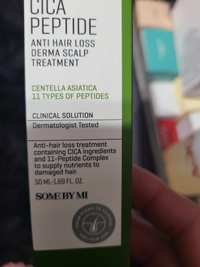 CICA
PEPTIDE
ANTI HAIR LOSS
DERMA SCALP
TREATMENT
CENTELLA ASIATICA
11 TYPES OF PEPTIDES
CLINICAL SOLUTION
Dermatologist Tested
Anti-hair loss treatment
containing CICA ingredients
and 11-Peptide Complex
to supply nutrients to
damaged hair.
50 ML-1.69 FL. OZ.
SOME BY MI